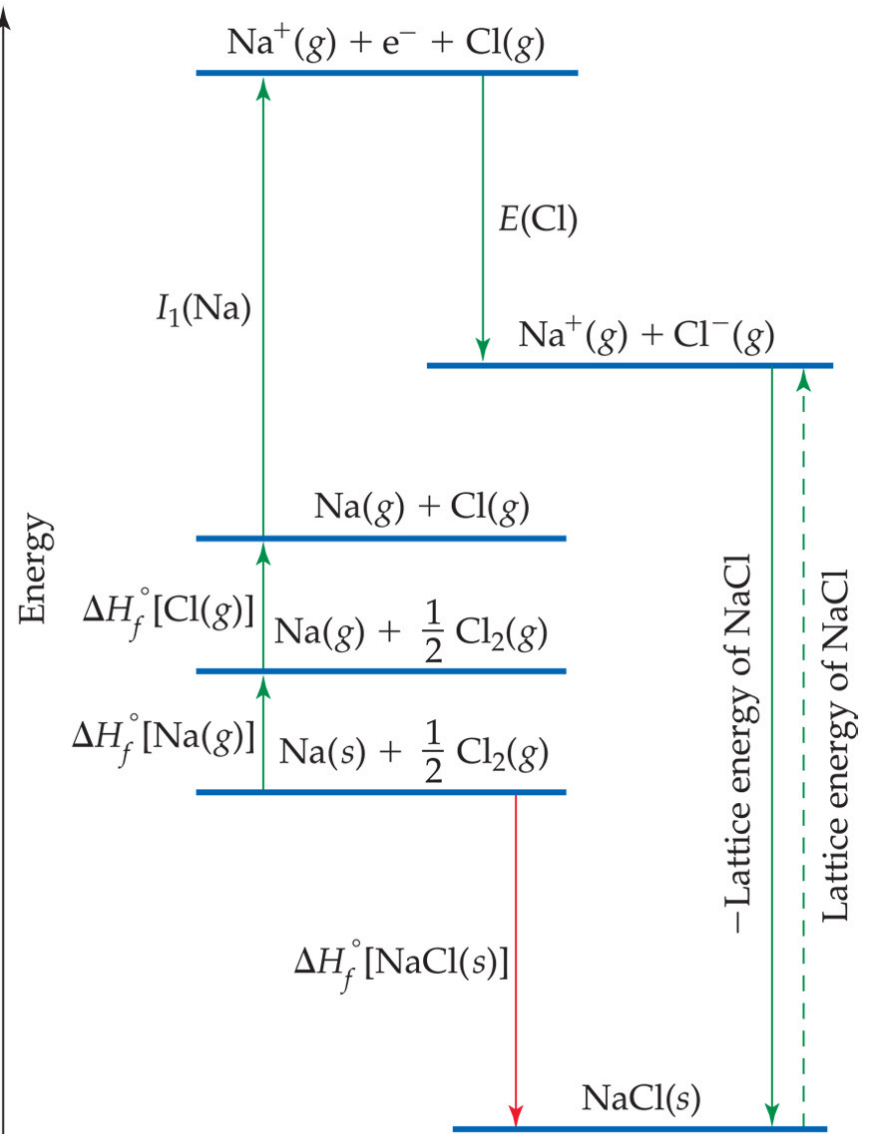 Na⁺(g) + e⁻ + Cl(g)
E(Cl)
I₁(Na)
Na⁺(g) + Cl⁻(g)
Na(g) + Cl(g)
Energy
ΔH°f[Cl(g)]
Na(g) + 1/2 Cl₂(g)
ΔH°f[Na(g)]
Na(s) + 1/2 Cl₂(g)
−Lattice energy of NaCl
Lattice energy of NaCl
ΔH°f[NaCl(s)]
NaCl(s)